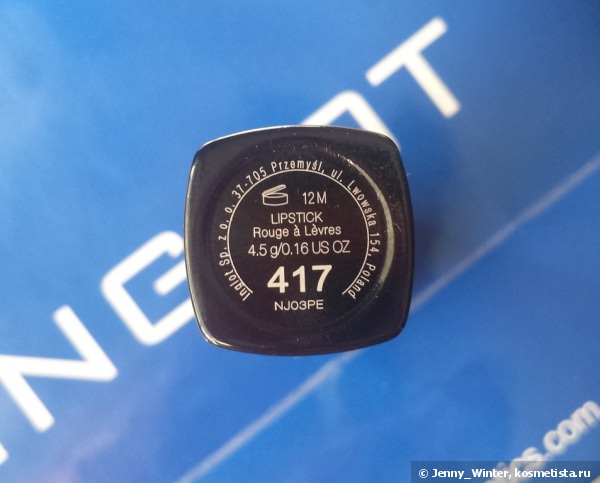 Inglot Sp. z o. o. 37-705 Przemyśl, ul. Lwowska 154, Poland
12M
LIPSTICK
Rouge à Lèvres
4.5 g/0.16 US OZ
417
NJ03PE
© Jenny_Winter, kosmetista.ru